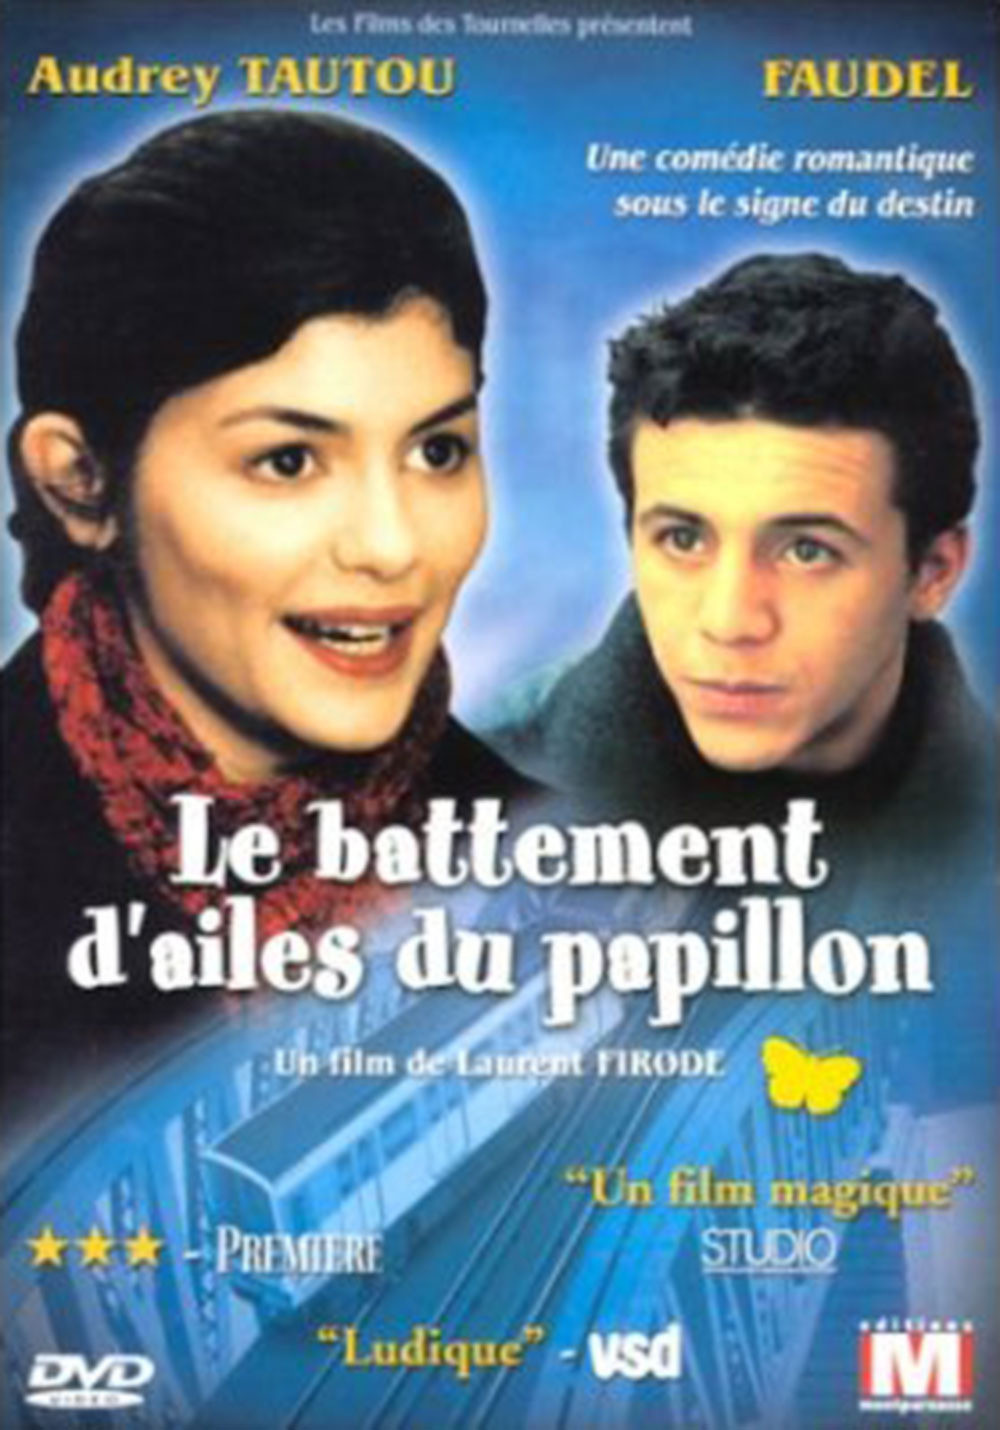 Les Films des Tournelles présentent
Audrey TAUTOU
FAUDEL
Une comédie romantique
sous le signe du destin
Le battement
d'ailes du papillon
Un film de Laurent FIRODE
"Un film magique"
STUDIO
★★★ - PREMIERE
"Ludique" - vsd
DVD
VIDEO
editions
M
montparnasse